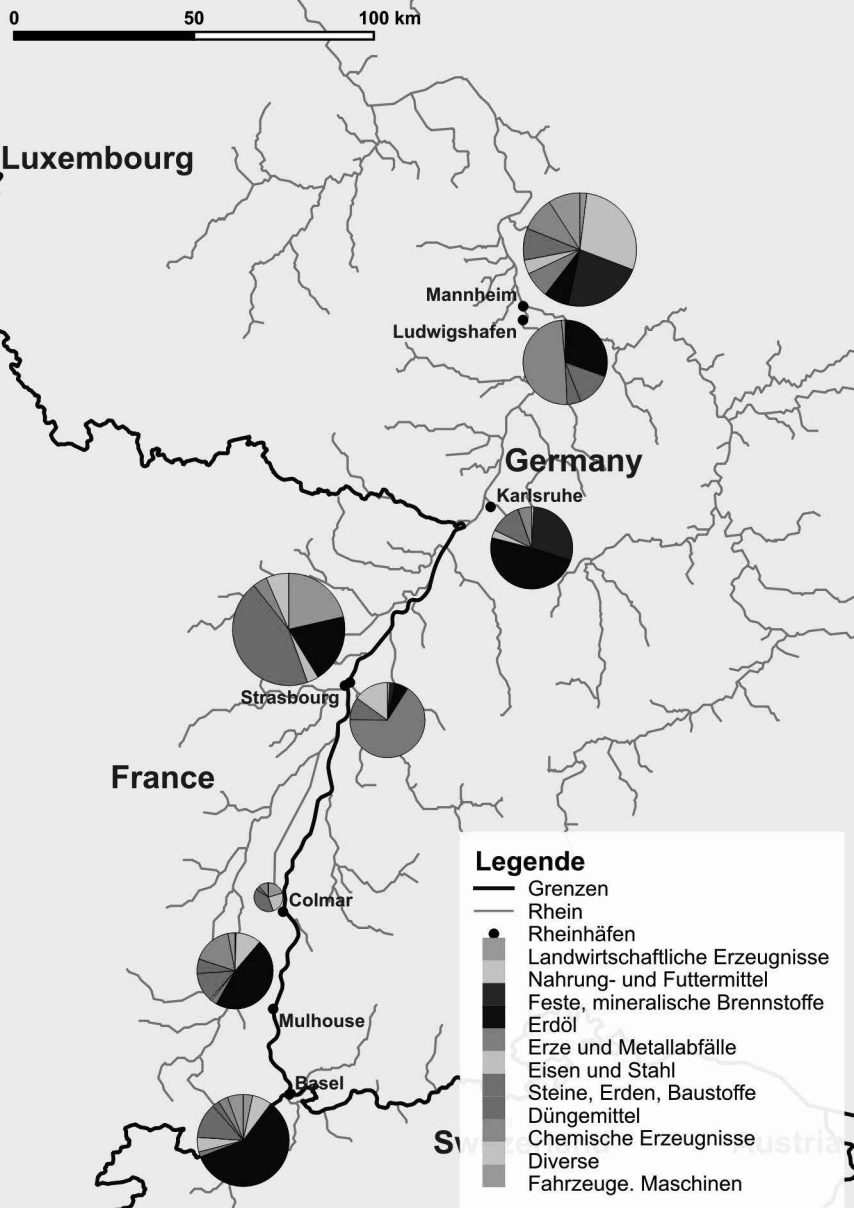 0 50 100 km
Luxembourg
Mannheim
Ludwigshafen
Germany
Karlsruhe
Strasbourg
France
Colmar
Mulhouse
Basel
Switzerland
Austria
Legende
Grenzen
Rhein
Rheinhäfen
Landwirtschaftliche Erzeugnisse
Nahrung- und Futtermittel
Feste, mineralische Brennstoffe
Erdöl
Erze und Metallabfälle
Eisen und Stahl
Steine, Erden, Baustoffe
Düngemittel
Chemische Erzeugnisse
Diverse
Fahrzeuge. Maschinen